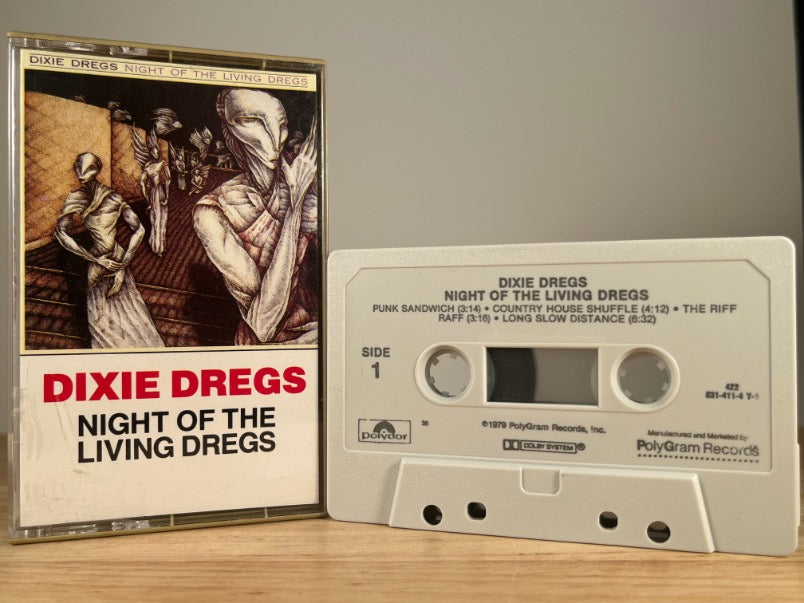 DIXIE DREGS NIGHT OF THE LIVING DREGS
DIXIE DREGS
NIGHT OF THE
LIVING DREGS
DIXIE DREGS
NIGHT OF THE LIVING DREGS
PUNK SANDWICH (3:14) • COUNTRY HOUSE SHUFFLE (4:12) • THE RIFF
RAFF (3:16) • LONG SLOW DISTANCE (6:32)
SIDE
1
422
831-411-4 Y-1
polydor
38
©1979 PolyGram Records, Inc.
DOLBY SYSTEM®
Manufactured and Marketed by
PolyGram Records